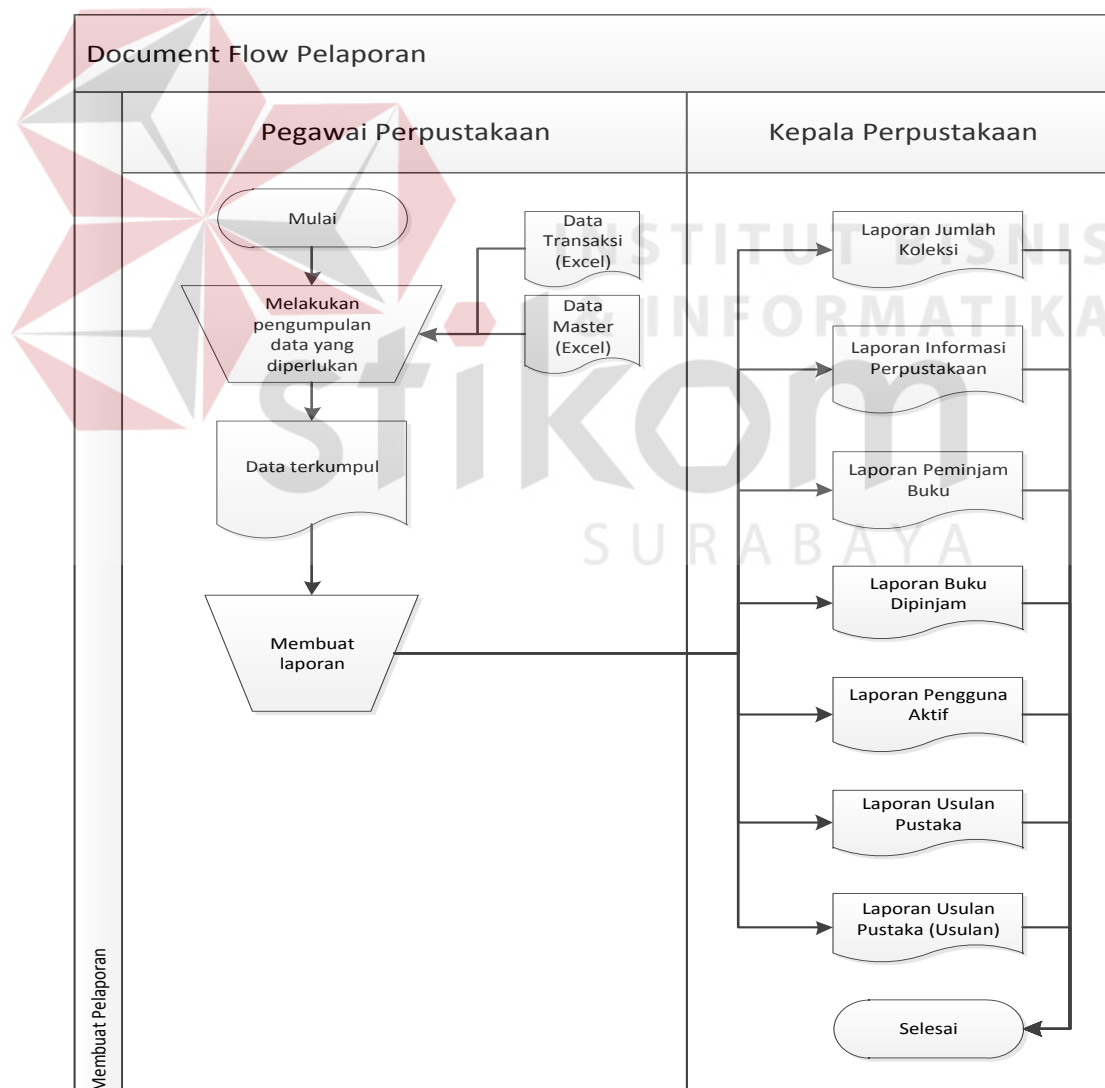 Document Flow Pelaporan
Pegawai Perpustakaan
Kepala Perpustakaan
Mulai
Data
Transaksi
(Excel)
Melakukan
pengumpulan
data yang
diperlukan
Data
Master
(Excel)
Data terkumpul
Membuat
laporan
Laporan Jumlah
Koleksi
Laporan Informasi
Perpustakaan
Laporan Peminjam
Buku
Laporan Buku
Dipinjam
Laporan Pengguna
Aktif
Laporan Usulan
Pustaka
Laporan Usulan
Pustaka (Usulan)
Selesai
Membuat Pelaporan
INSTITUT BISNIS
& INFORMATIKA
stikom
SURABAYA